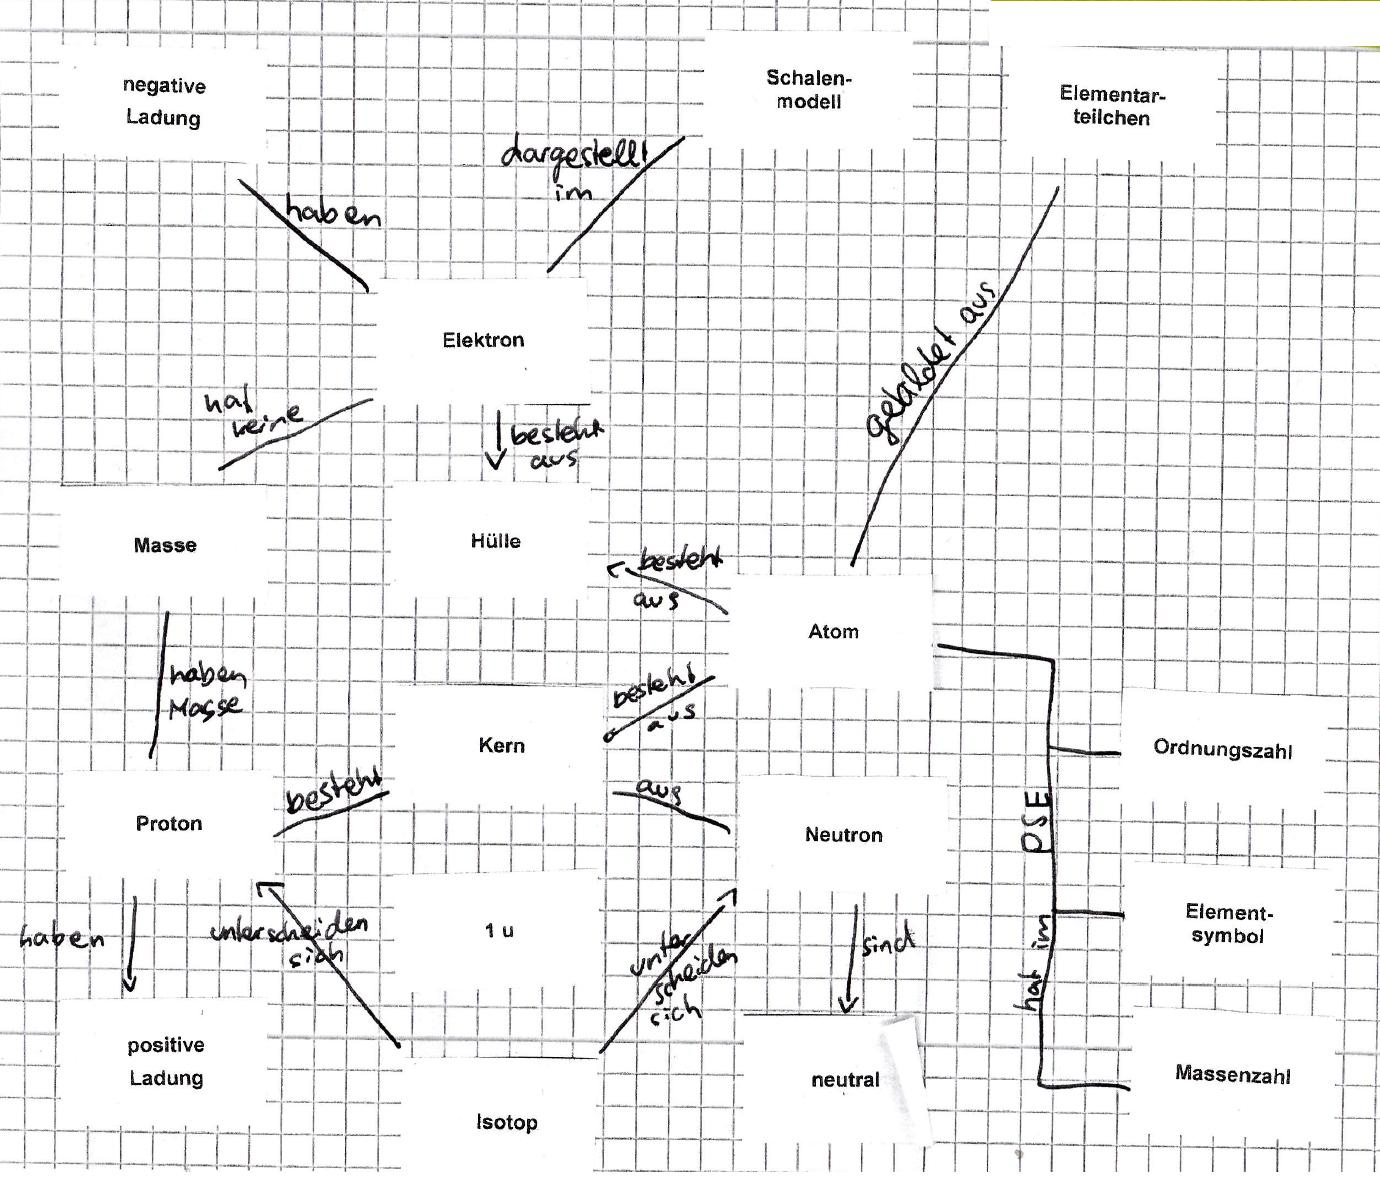 negative
Ladung
Schalen-
modell
Elementar-
teilchen
haben
dargestellt
im
Elektron
gebildet aus
hat
keine
besteht
aus
Masse
Hülle
besteht
aus
Atom
haben
Masse
besteht
aus
Kern
Ordnungszahl
besteht
aus
Proton
Neutron
PSE
hat im
haben
unterscheiden
sich
1 u
unter
scheiden
sich
sind
Element-
symbol
positive
Ladung
neutral
Massenzahl
Isotop